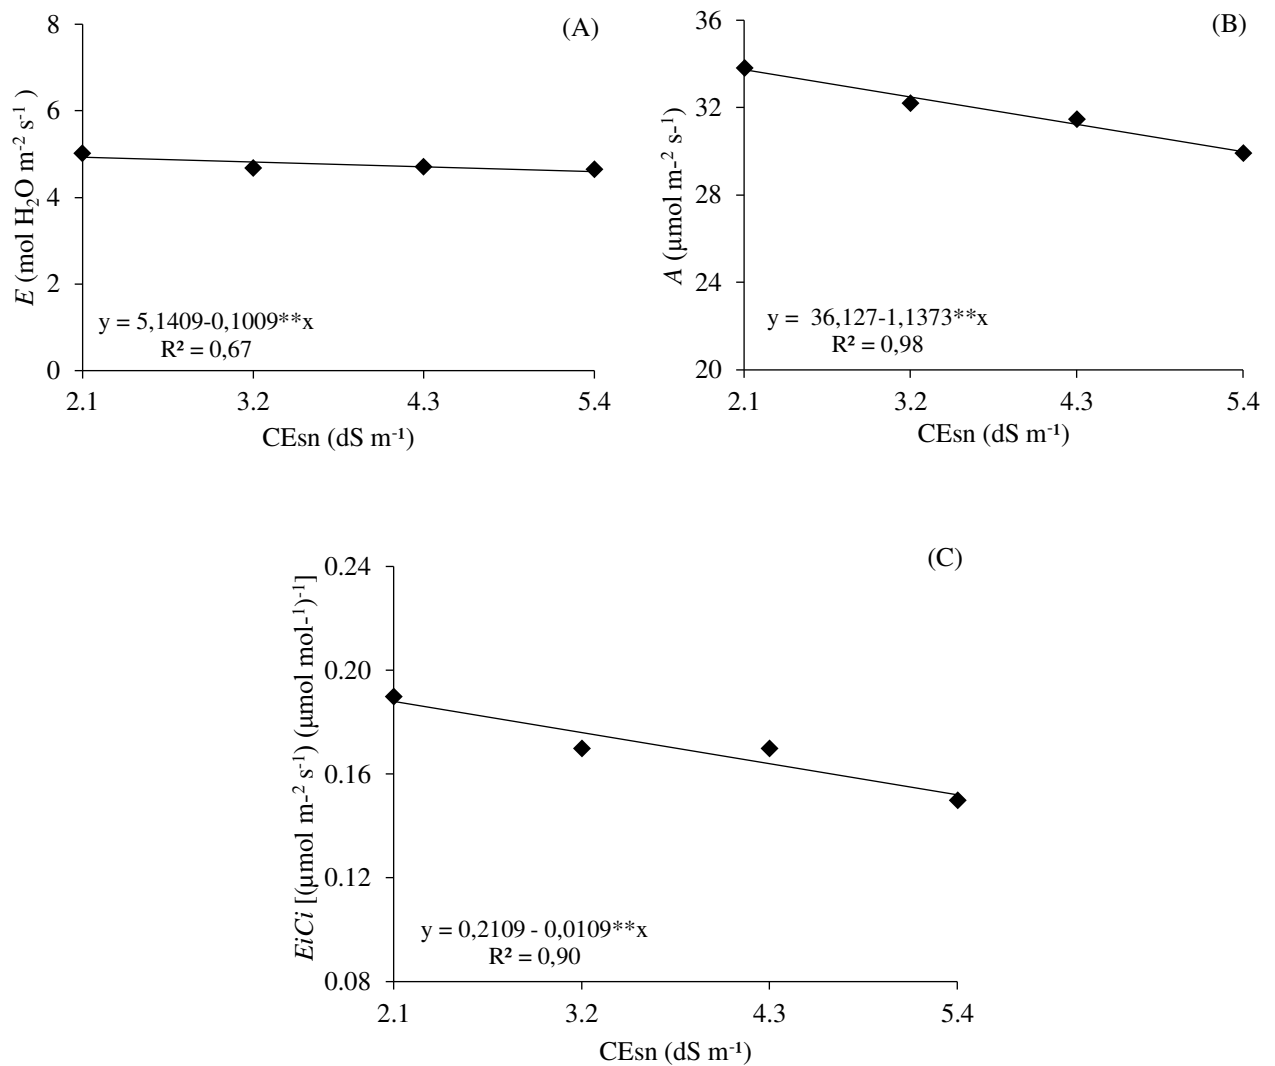 (A)
8
6
4
2
0
E (mol H₂O m⁻² s⁻¹ )
y = 5,1409-0,1009**x
R² = 0,67
2.1 3.2 4.3 5.4
CEsn (dS m⁻¹)
(B)
36
32
28
24
20
A (µmol m-² s-¹)
y = 36,127-1,1373**x
R² = 0,98
2.1 3.2 4.3 5.4
CEsn (dS m⁻¹)
(C)
0.24
0.20
0.16
0.12
0.08
EiCi [(µmol m-² s⁻¹) (µmol mol-¹)⁻¹]
y = 0,2109 - 0,0109**x
R² = 0,90
2.1 3.2 4.3 5.4
CEsn (dS m⁻¹)